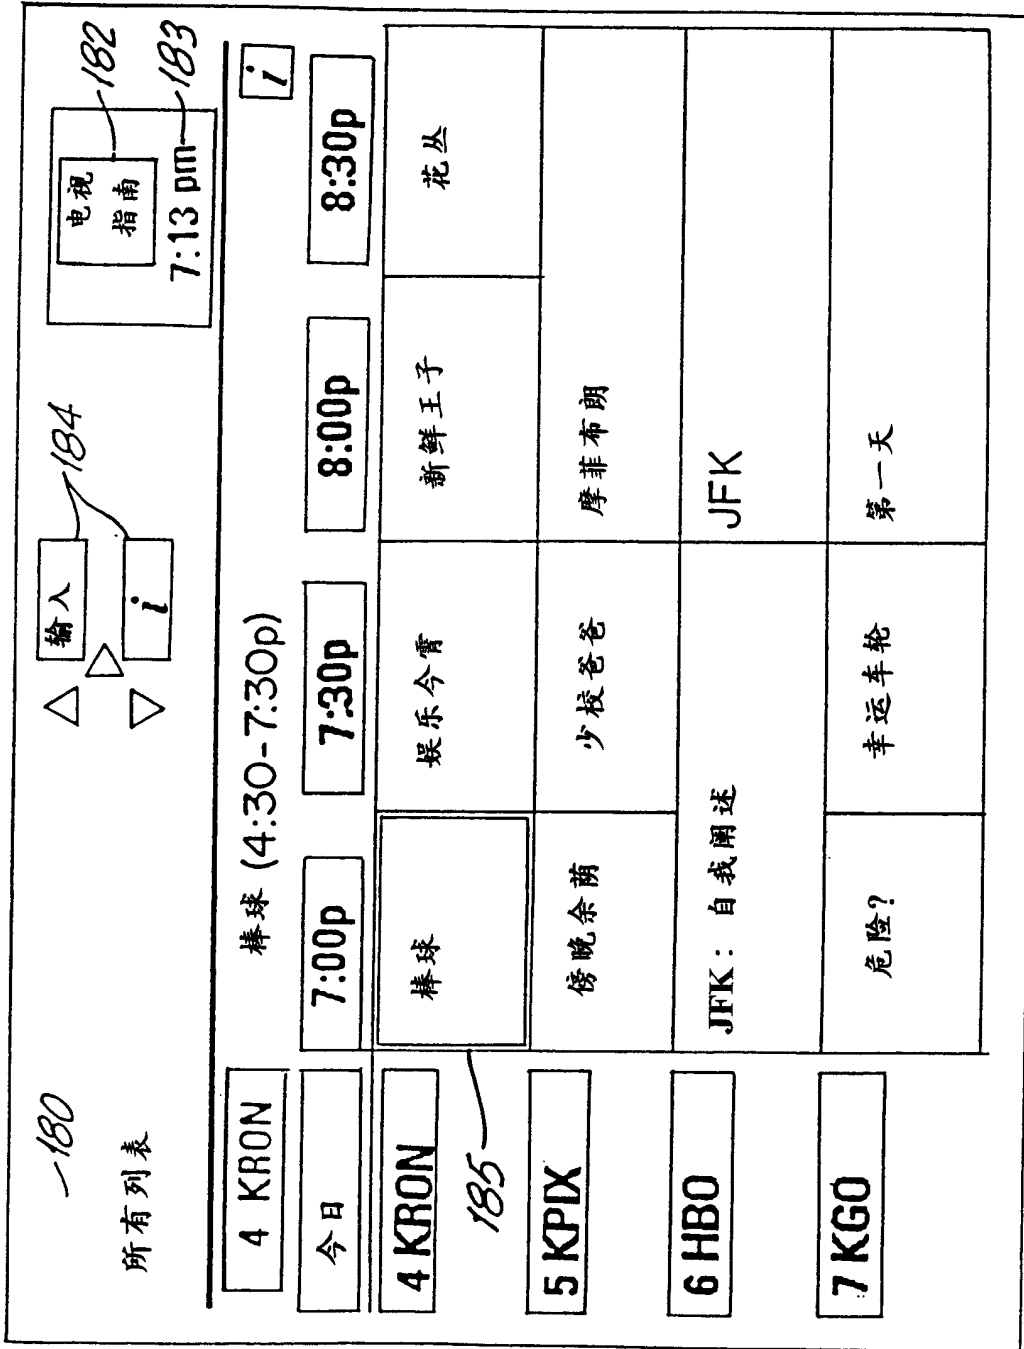 180
所有列表
输入
i
184
电视
指南
7:13 pm
182
183
4 KRON
棒球 (4:30-7:30p)
i
今日
7:00p
7:30p
8:00p
8:30p
4 KRON
棒球
娱乐今霄
新鲜王子
花丛
185
5 KPIX
傍晚余荫
少校爸爸
摩菲布朗
6 HBO
JFK: 自我阐述
JFK
7 KGO
危险?
幸运车轮
第一天